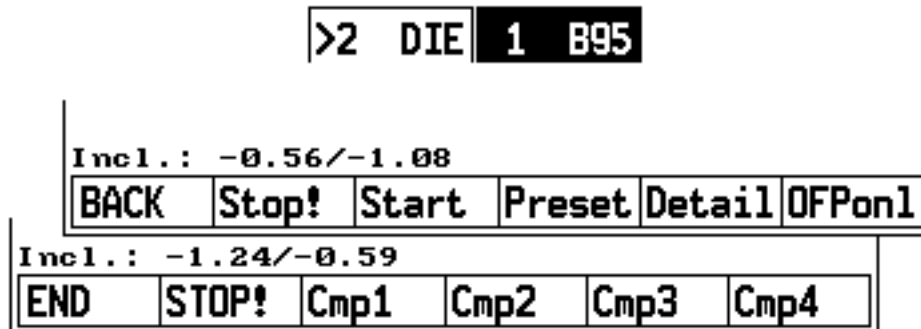 >2 DIE 1 B95
Incl.: -0.56/-1.08
BACK Stop! Start Preset Detail OFPonl
Incl.: -1.24/-0.59
END STOP! Cmp1 Cmp2 Cmp3 Cmp4